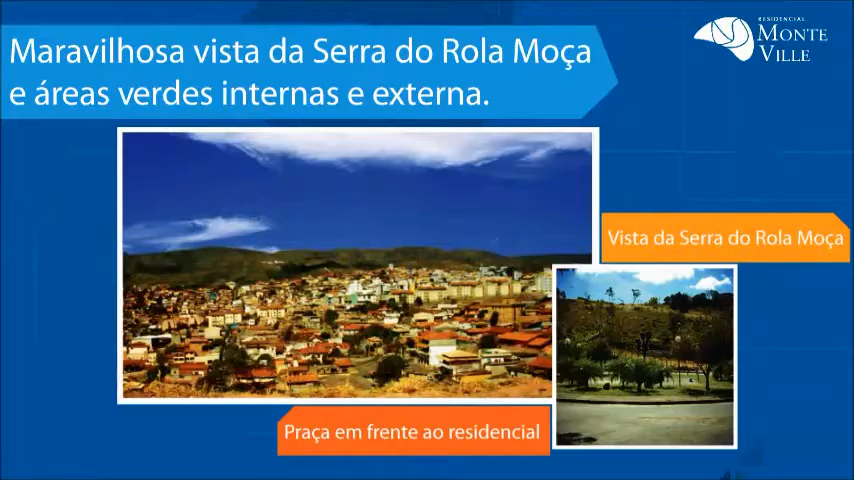 Maravilhosa vista da Serra do Rola Moça
e áreas verdes internas e externa.
RESIDENCIAL
MONTE
VILLE
Vista da Serra do Rola Moça
Praça em frente ao residencial